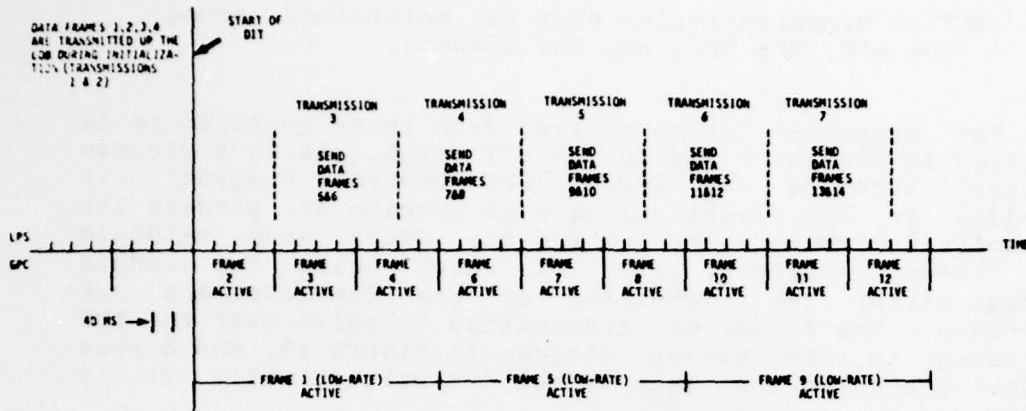 DATA FRAMES 1,2,3,4
ARE TRANSMITTED UP THE
LDB DURING INITIALIZA-
TION (TRANSMISSIONS
1 & 2)
START OF
DIT
TRANSMISSION
3
TRANSMISSION
4
TRANSMISSION
5
TRANSMISSION
6
TRANSMISSION
7
SEND
DATA
FRAMES
5&6
SEND
DATA
FRAMES
7&8
SEND
DATA
FRAMES
9&10
SEND
DATA
FRAMES
11&12
SEND
DATA
FRAMES
13&14
LPS
TIME
GPC
FRAME
2
ACTIVE
FRAME
3
ACTIVE
FRAME
4
ACTIVE
FRAME
6
ACTIVE
FRAME
7
ACTIVE
FRAME
8
ACTIVE
FRAME
10
ACTIVE
FRAME
11
ACTIVE
FRAME
12
ACTIVE
40 MS
FRAME 1 (LOW-RATE)
ACTIVE
FRAME 5 (LOW-RATE)
ACTIVE
FRAME 9 (LOW-RATE)
ACTIVE